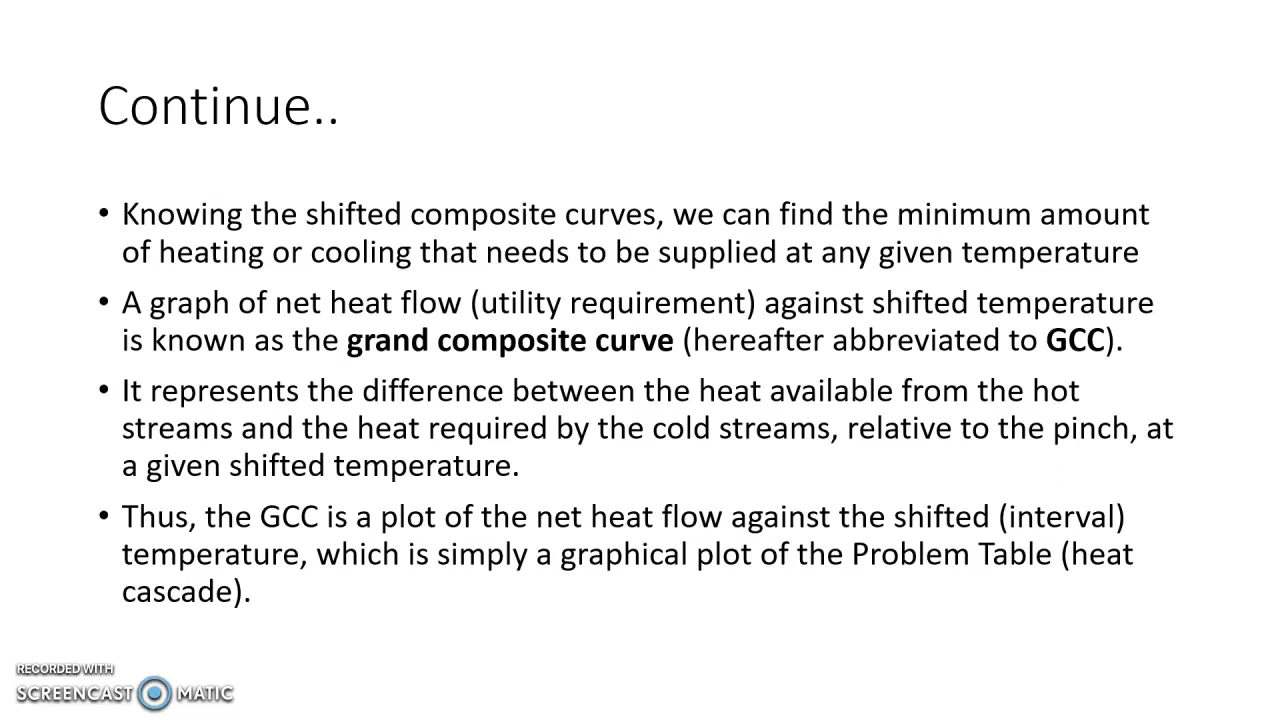 Continue..
• Knowing the shifted composite curves, we can find the minimum amount
of heating or cooling that needs to be supplied at any given temperature
• A graph of net heat flow (utility requirement) against shifted temperature
is known as the grand composite curve (hereafter abbreviated to GCC).
• It represents the difference between the heat available from the hot
streams and the heat required by the cold streams, relative to the pinch, at
a given shifted temperature.
• Thus, the GCC is a plot of the net heat flow against the shifted (interval)
temperature, which is simply a graphical plot of the Problem Table (heat
cascade).
RECORDED WITH
SCREENCAST MATIC